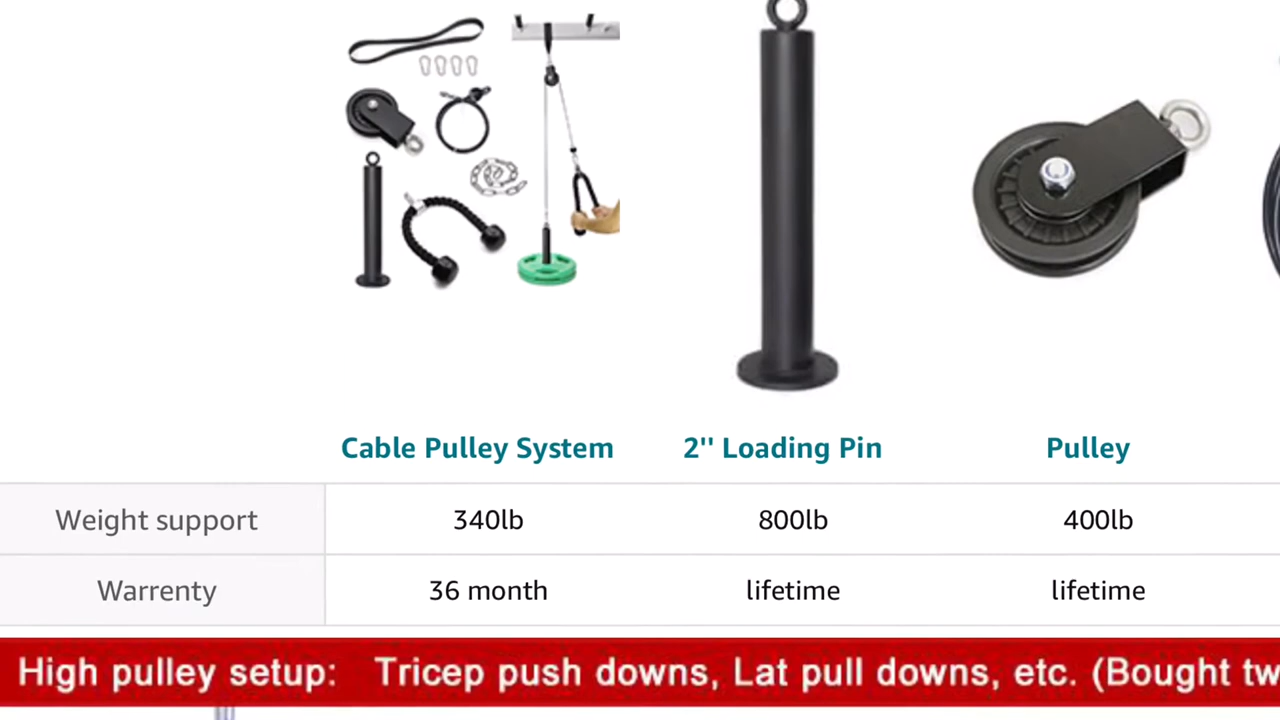 Cable Pulley System 2'' Loading Pin Pulley
Weight support 340lb 800lb 400lb
Warrenty 36 month lifetime lifetime
High pulley setup: Tricep push downs, Lat pull downs, etc. (Bought